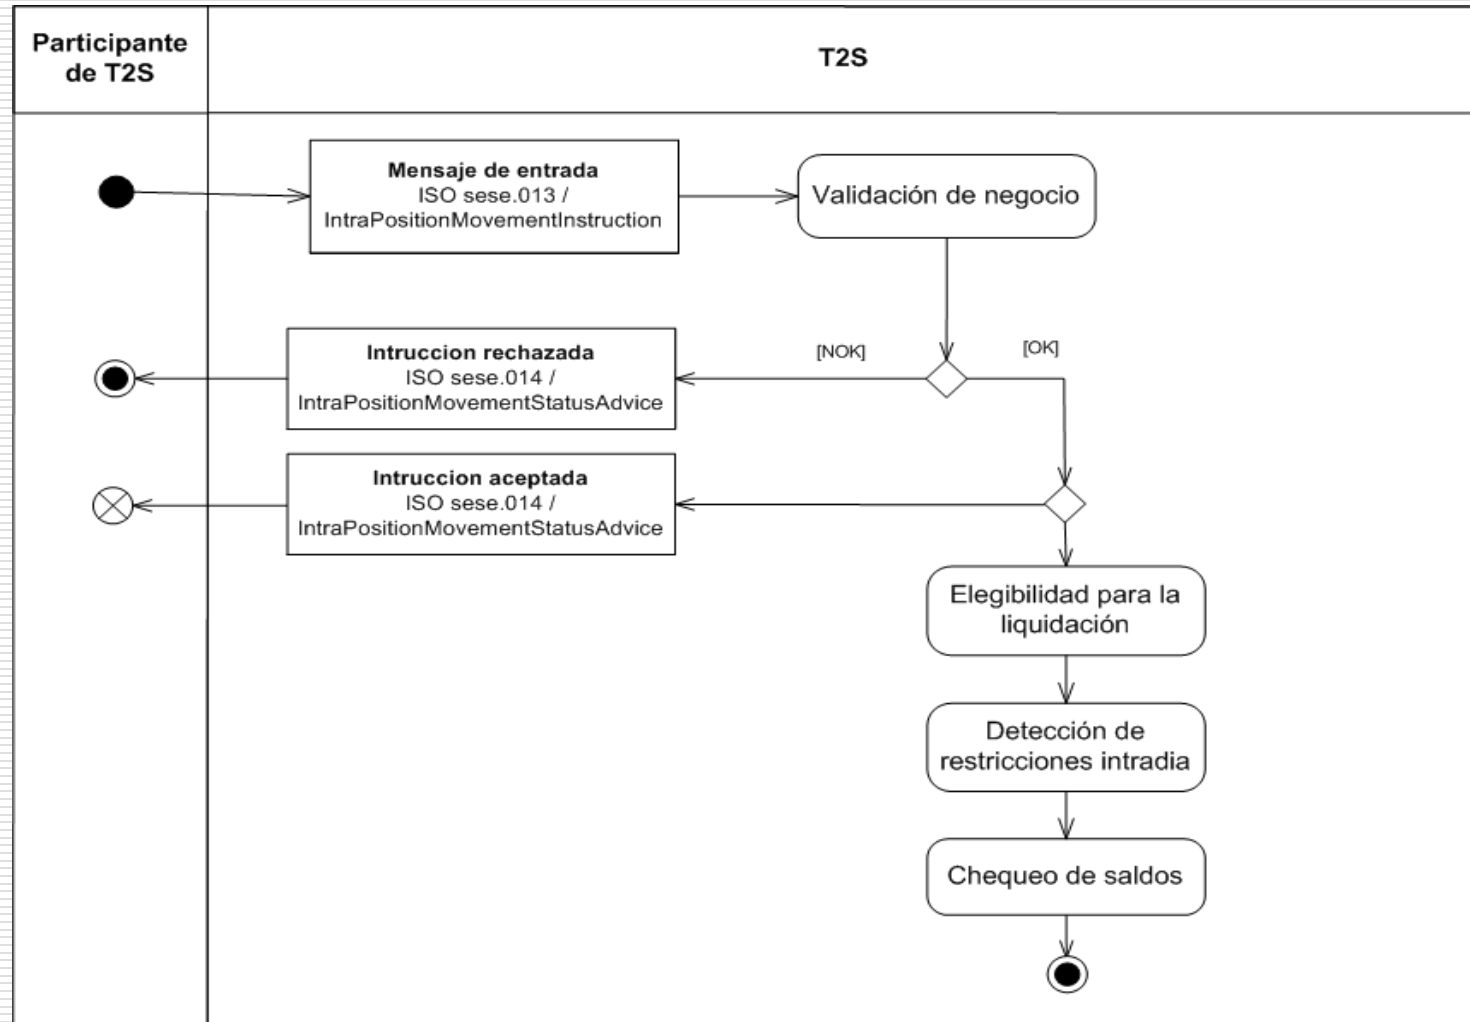 Participante
de T2S
T2S
Mensaje de entrada
ISO sese.013 /
IntraPositionMovementInstruction
Validación de negocio
Intruccion rechazada
ISO sese.014 /
IntraPositionMovementStatusAdvice
[NOK]
[OK]
Intruccion aceptada
ISO sese.014 /
IntraPositionMovementStatusAdvice
Elegibilidad para la
liquidación
Detección de
restricciones intradia
Chequeo de saldos